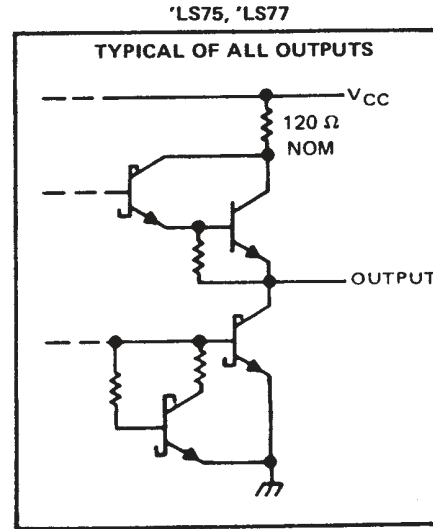 'LS75, 'LS77
TYPICAL OF ALL OUTPUTS
VCC
120 Ω
NOM
OUTPUT